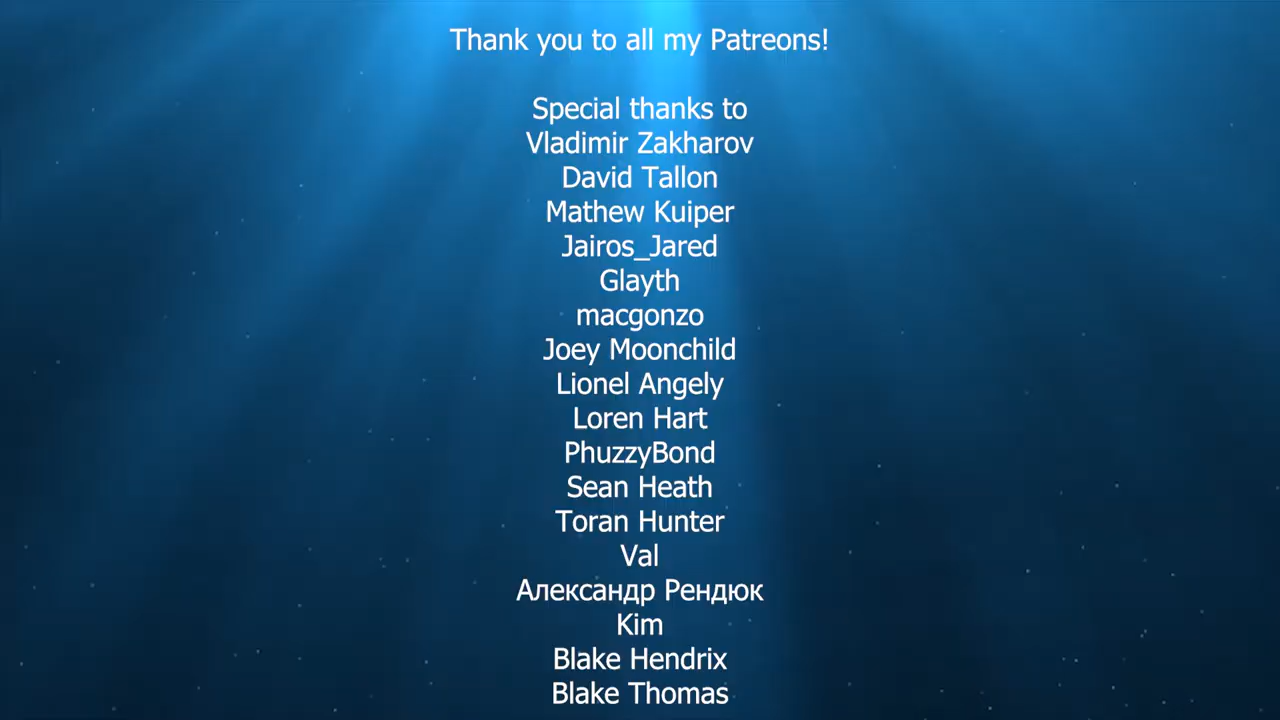 Thank you to all my Patreons!
Special thanks to
Vladimir Zakharov
David Tallon
Mathew Kuiper
Jairos_Jared
Glayth
macgonzo
Joey Moonchild
Lionel Angely
Loren Hart
PhuzzyBond
Sean Heath
Toran Hunter
Val
Александр Рендюк
Kim
Blake Hendrix
Blake Thomas